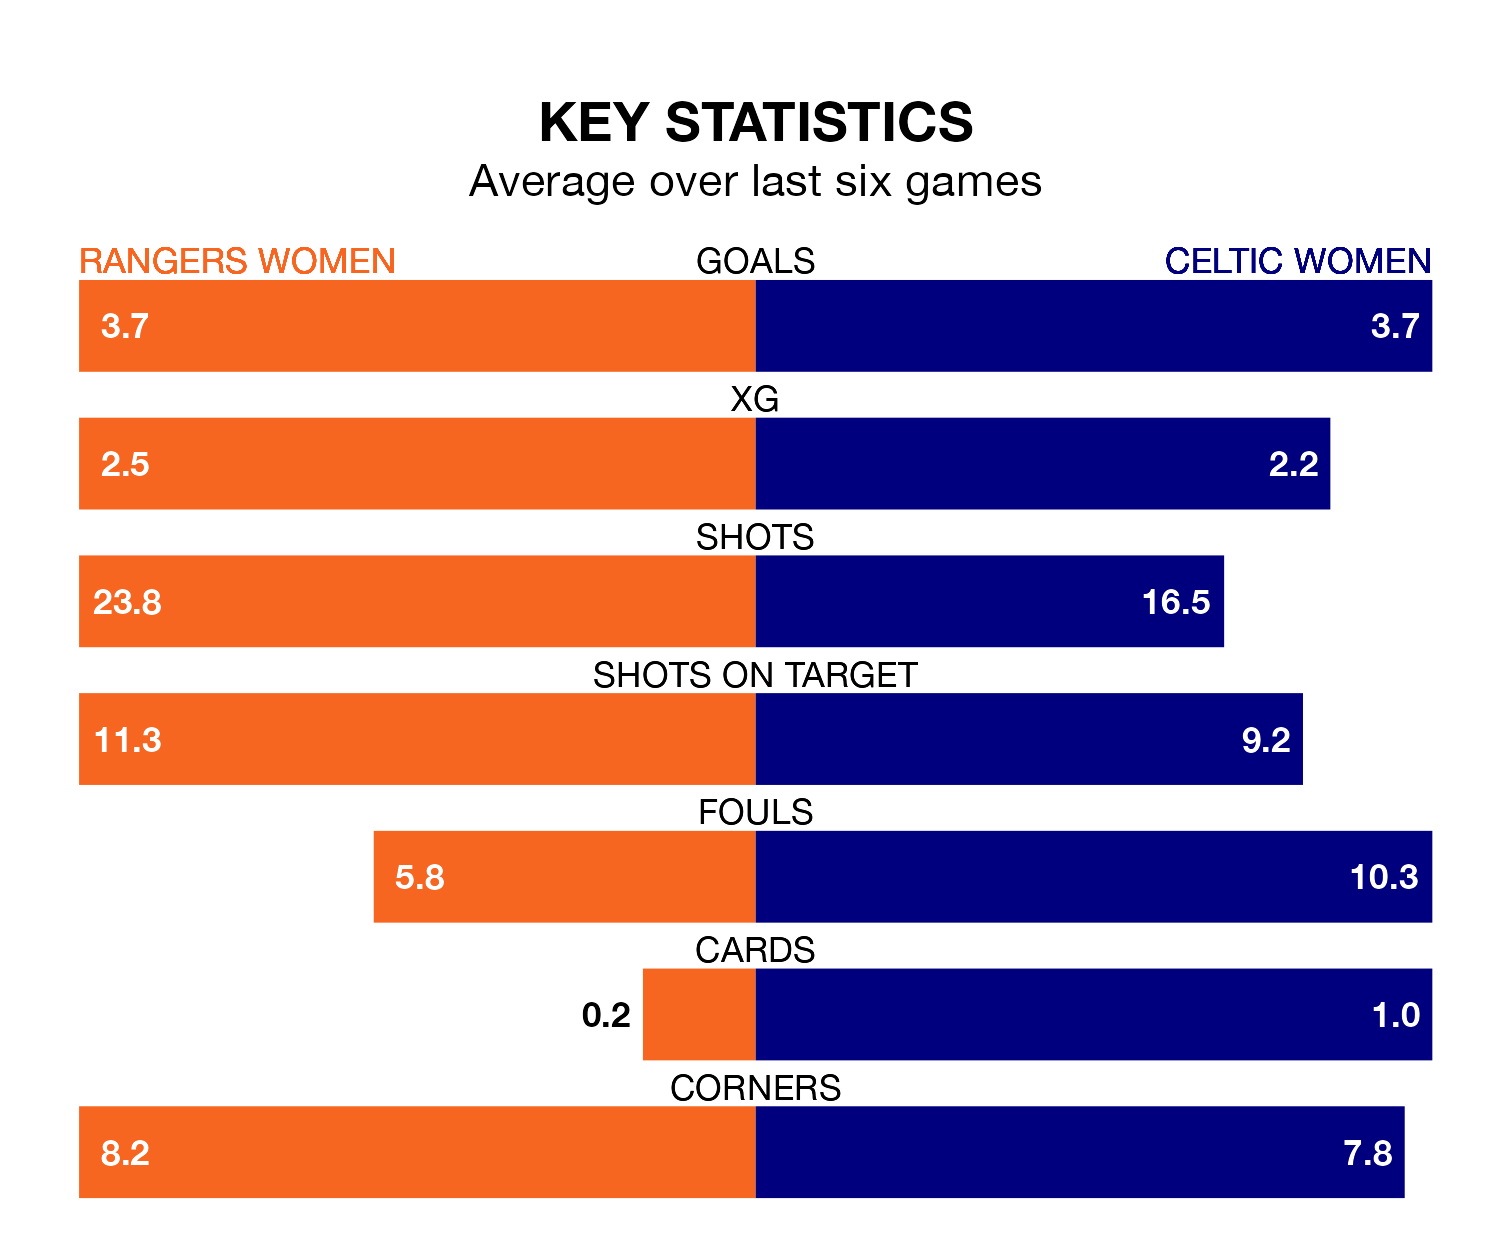 KEY STATISTICS
Average over last six games
RANGERS WOMEN GOALS CELTIC WOMEN
3.7 3.7
XG
2.5 2.2
SHOTS
23.8 16.5
SHOTS ON TARGET
11.3 9.2
FOULS
5.8 10.3
CARDS
0.2 1.0
CORNERS
8.2 7.8